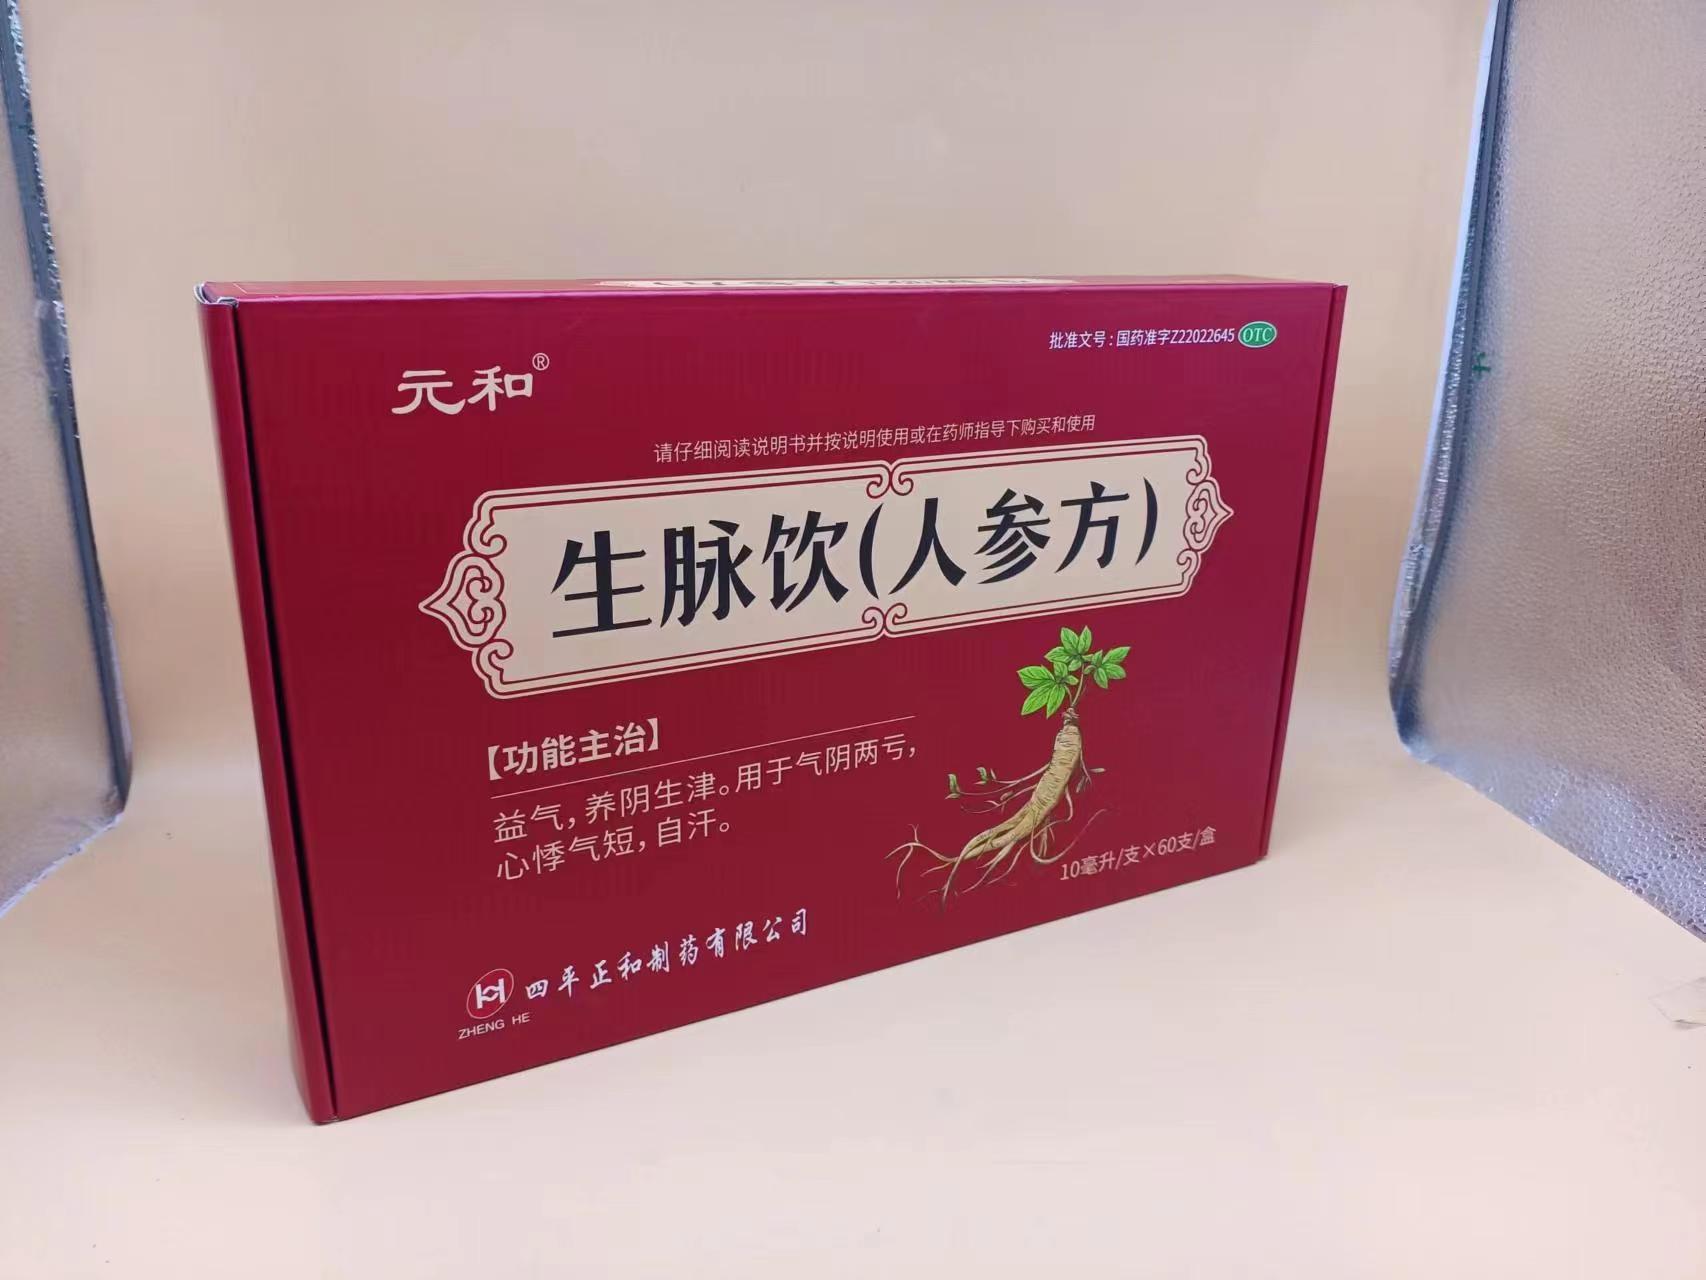 元和®
批准文号：国药准字Z22022645 OTC
请仔细阅读说明书并按说明使用或在药师指导下购买和使用
生脉饮(人参方)
【功能主治】
益气，养阴生津。用于气阴两亏，
心悸气短，自汗。
10毫升/支×60支/盒
四平正和制药有限公司
ZHENG HE